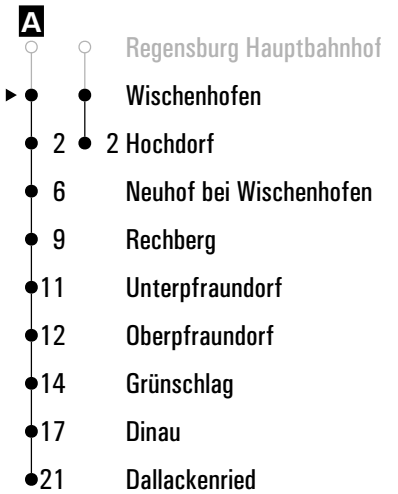 A
Regensburg Hauptbahnhof
Wischenhofen
2 2 Hochdorf
6 Neuhof bei Wischenhofen
9 Rechberg
11 Unterpfraundorf
12 Oberpfraundorf
14 Grünschlag
17 Dinau
21 Dallackenried